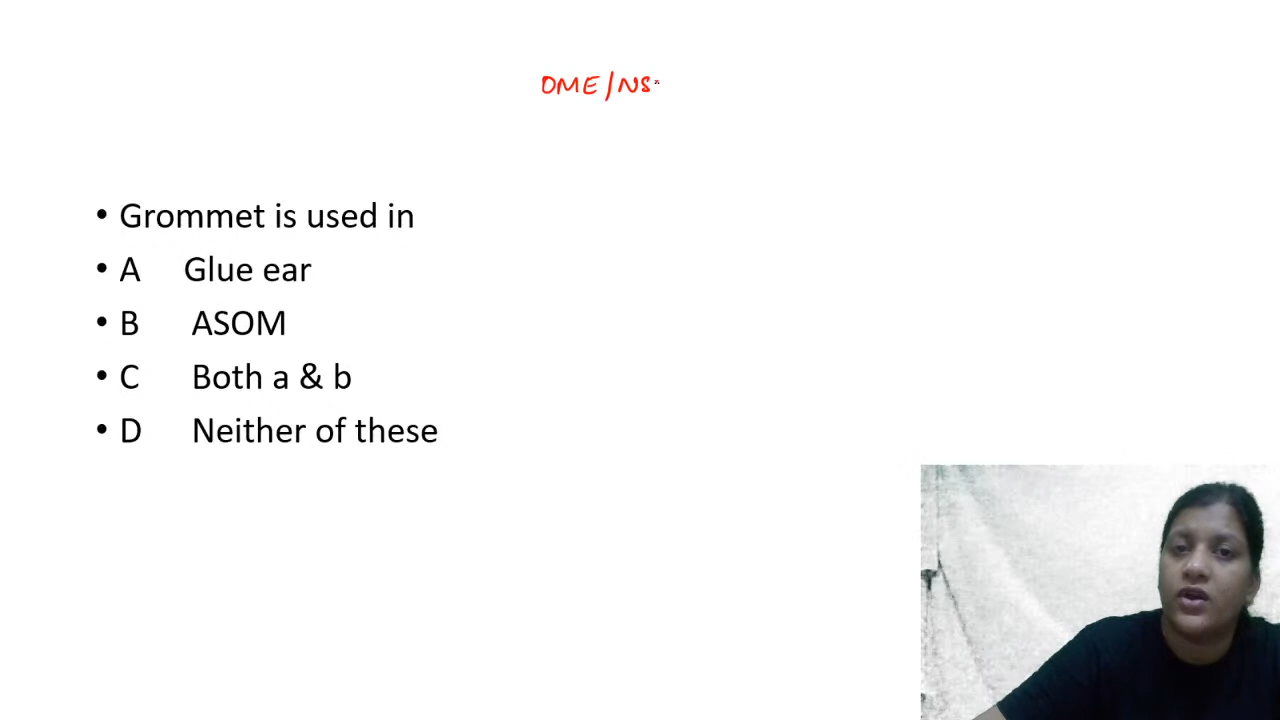 OME/NS
• Grommet is used in
• A Glue ear
• B ASOM
• C Both a & b
• D Neither of these